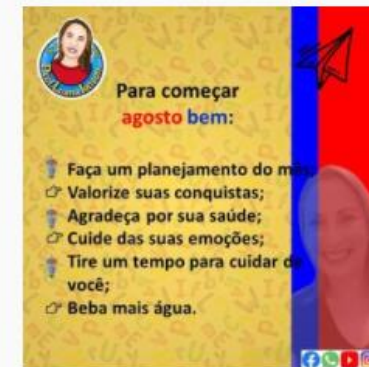 Para começar
agosto bem:
Faça um planejamento do mês;
Valorize suas conquistas;
Agradeça por sua saúde;
Cuide das suas emoções;
Tire um tempo para cuidar de
você;
Beba mais água.